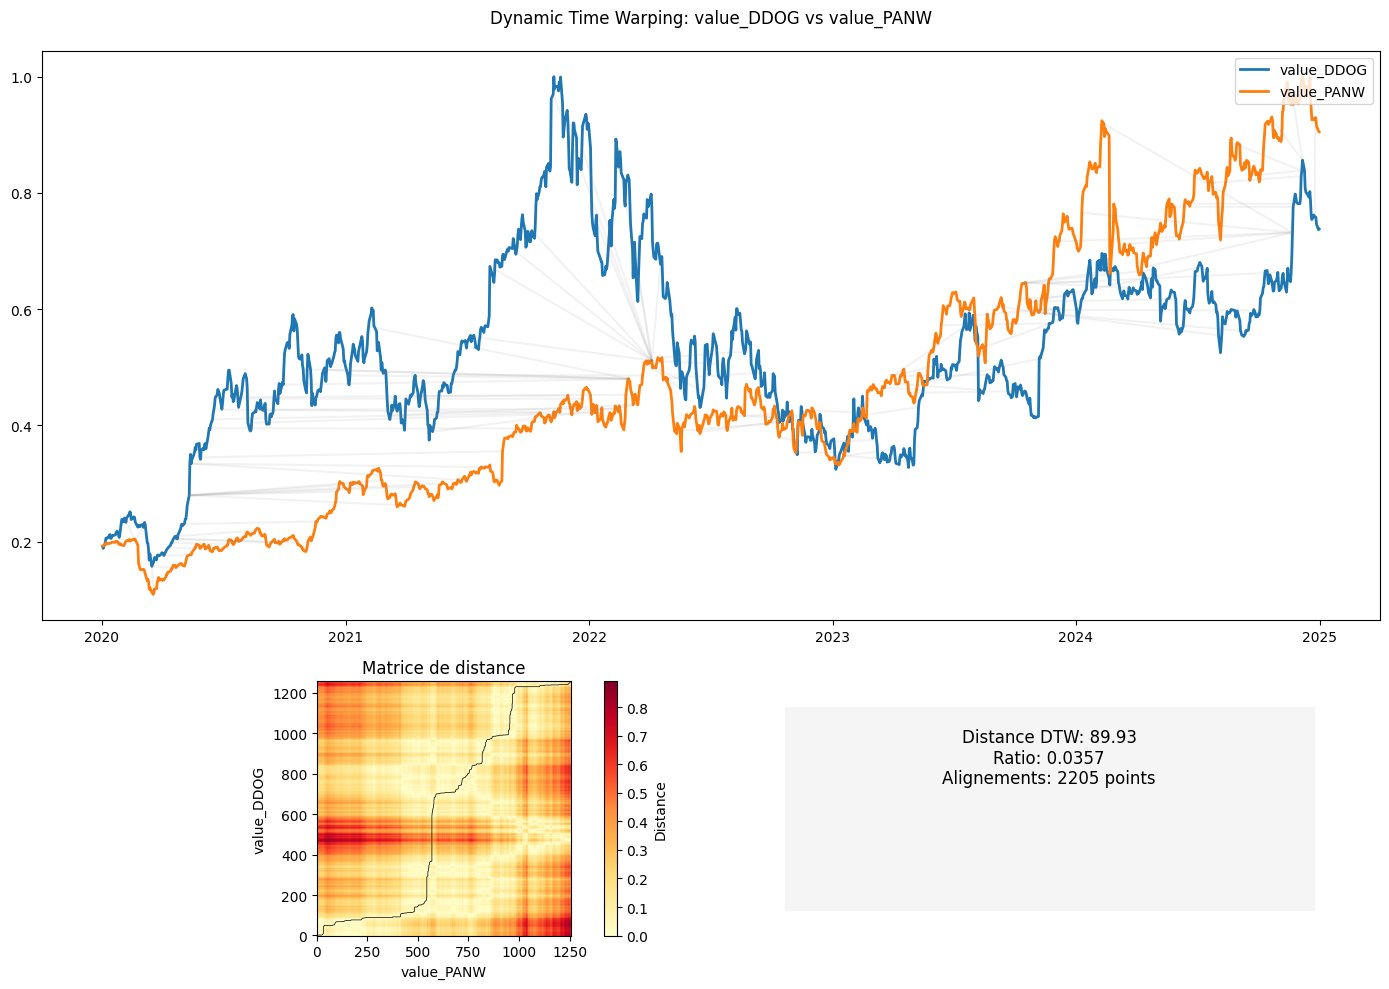 Dynamic Time Warping: value_DDOG vs value_PANW
value_DDOG
value_PANW
1.0
0.8
0.6
0.4
0.2
2020 2021 2022 2023 2024 2025
Matrice de distance
value_DDOG
1200
1000
800
600
400
200
0
0 250 500 750 1000 1250
value_PANW
0.8
0.7
0.6
0.5
0.4
0.3
0.2
0.1
0.0
Distance
Distance DTW: 89.93
Ratio: 0.0357
Alignements: 2205 points